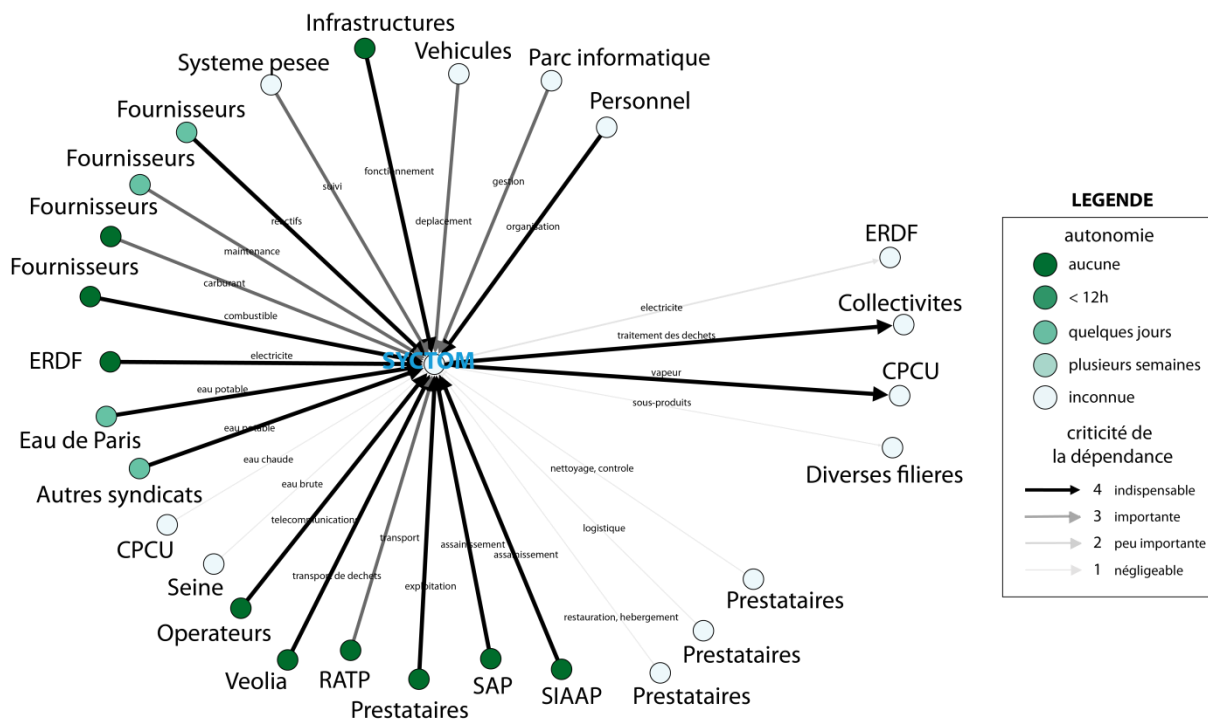 Infrastructures
Vehicules
Parc informatique
Systeme pesee
Personnel
Fournisseurs
Fournisseurs
Fournisseurs
Fournisseurs
fonctionnement
suivi
deplacement
gestion
reactifs
organisation
maintenance
carburant
combustible
ERDF
electricite
SYCTOM
eau potable
Eau de Paris
eau potable
Autres syndicats
eau chaude
CPCU
eau brute
Seine
telecommunications
Operateurs
transport de dechets
Veolia
transport
RATP
exploitation
Prestataires
assainissement
SAP
assainissement
SIAAP
ERDF
electricite
Collectivites
traitement des dechets
CPCU
vapeur
sous-produits
Diverses filieres
nettoyage, controle
Prestataires
logistique
Prestataires
restauration, hebergement
Prestataires
LEGENDE
autonomie
aucune
< 12h
quelques jours
plusieurs semaines
inconnue
criticité de
la dépendance
4 indispensable
3 importante
2 peu importante
1 négligeable